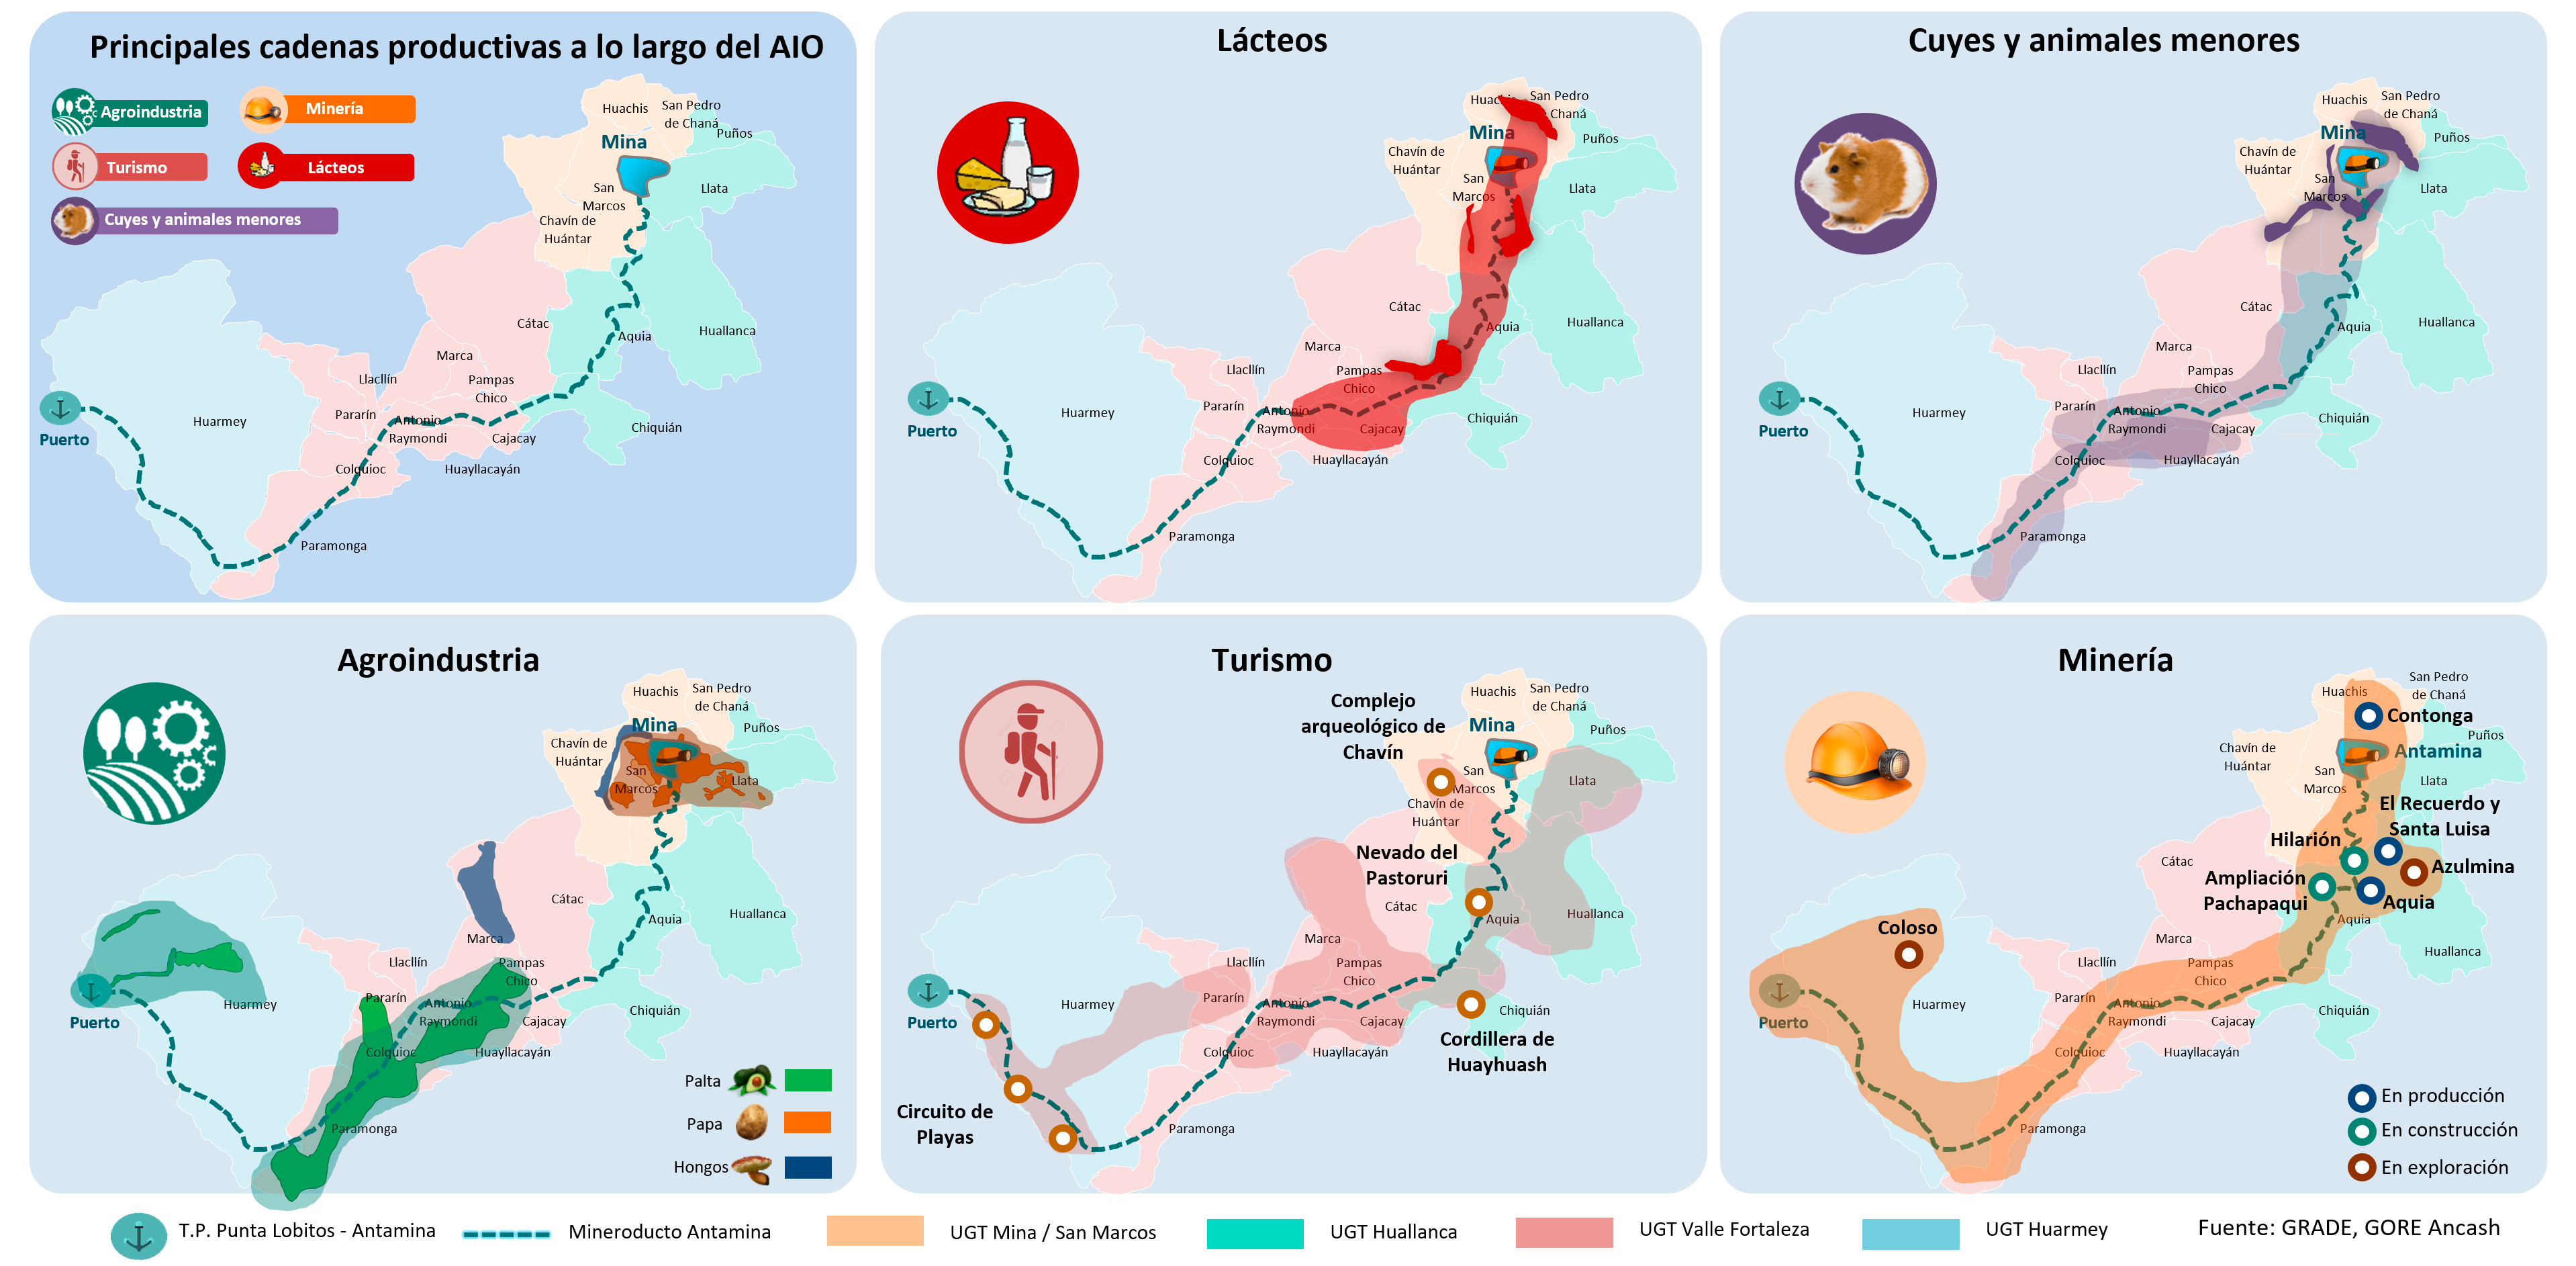 Principales cadenas productivas a lo largo del AIO
Agroindustria
Minería
Turismo
Lácteos
Cuyes y animales menores
Huachis
San Pedro
de Chaná
Puños
Mina
Llata
San
Marcos
Chavín de
Huántar
Cátac
Aquia
Huallanca
Marca
Llacllín
Pampas
Chico
Pararín
Antonio
Raymondi
Cajacay
Chiquián
Huarmey
Puerto
Colquioc
Huayllacayán
Paramonga
Lácteos
Huachis
San Pedro
de Chaná
Mina
Puños
Chavín de
Huántar
San
Marcos
Llata
Cátac
Aquia
Huallanca
Marca
Llacllín
Pampas
Chico
Pararín
Antonio
Raymondi
Cajacay
Chiquián
Huarmey
Puerto
Colquioc
Huayllacayán
Paramonga
Cuyes y animales menores
Huachis
San Pedro
de Chaná
Mina
Puños
Chavín de
Huántar
San
Marcos
Llata
Cátac
Aquia
Huallanca
Marca
Llacllín
Pampas
Chico
Pararín
Antonio
Raymondi
Cajacay
Chiquián
Huarmey
Puerto
Colquioc
Huayllacayán
Paramonga
Agroindustria
Huachis
San Pedro
de Chaná
Mina
Puños
Chavín de
Huántar
San
Marcos
Llata
Cátac
Aquia
Huallanca
Marca
Llacllín
Pampas
Chico
Pararín
Antonio
Raymondi
Cajacay
Chiquián
Huarmey
Puerto
Colquioc
Huayllacayán
Paramonga
Palta
Papa
Hongos
Turismo
Complejo
arqueológico de
Chavín
Huachis
San Pedro
de Chaná
Mina
Puños
San
Marcos
Llata
Chavín de
Huántar
Nevado del
Pastoruri
Cátac
Aquia
Huallanca
Marca
Llacllín
Pampas
Chico
Pararín
Antonio
Raymondi
Cajacay
Chiquián
Cordillera de
Huayhuash
Huarmey
Puerto
Colquioc
Huayllacayán
Circuito de
Playas
Paramonga
Minería
San Pedro
de Chaná
Huachis
Contonga
Puños
Antamina
Chavín de
Huántar
San
Marcos
Llata
El Recuerdo y
Santa Luisa
Hilarión
Cátac
Azulmina
Ampliación
Pachapaqui
Aquia
Aquia
Coloso
Marca
Huallanca
Llacllín
Pampas
Chico
Pararín
Antonio
Raymondi
Cajacay
Chiquián
Huarmey
Puerto
Colquioc
Huayllacayán
Paramonga
En producción
En construcción
En exploración
T.P. Punta Lobitos - Antamina
Mineroducto Antamina
UGT Mina / San Marcos
UGT Huallanca
UGT Valle Fortaleza
UGT Huarmey
Fuente: GRADE, GORE Ancash